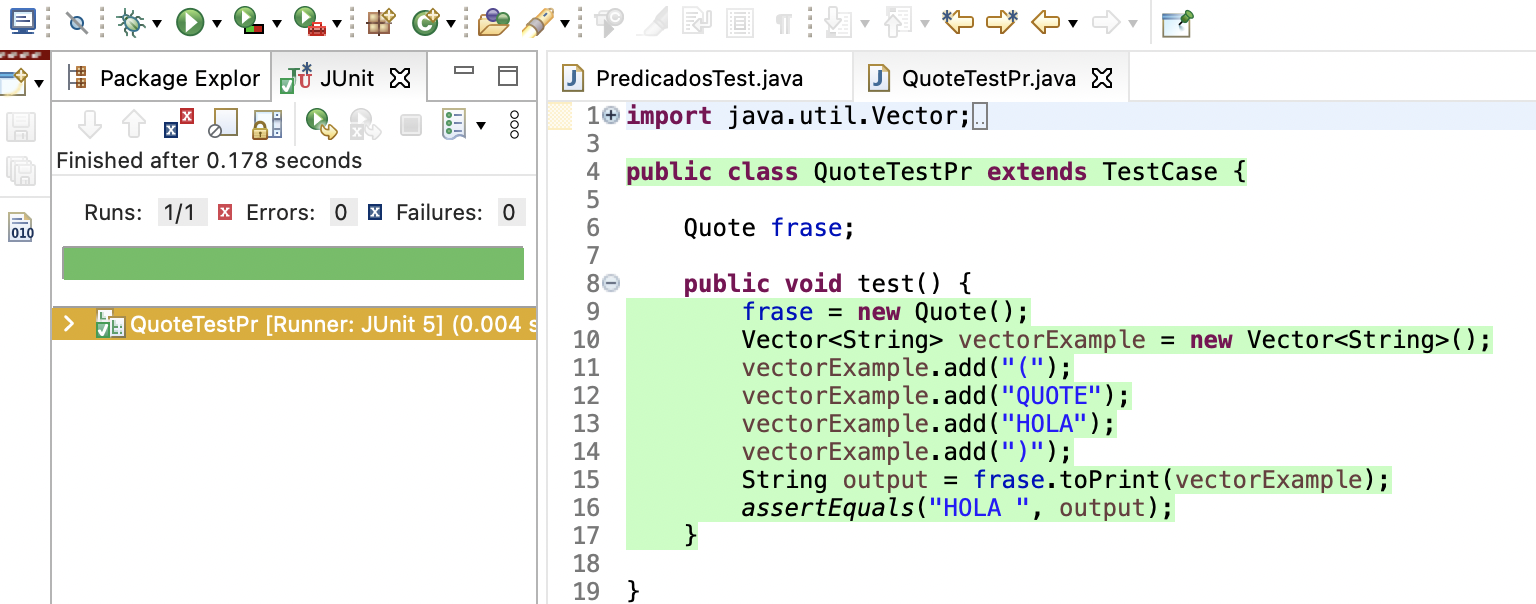 Package Explor
JUnit
Finished after 0.178 seconds
Runs: 1/1 Errors: 0 Failures: 0
QuoteTestPr [Runner: JUnit 5] (0.004 s
010
PredicadosTest.java
QuoteTestPr.java
1 import java.util.Vector;
3
4 public class QuoteTestPr extends TestCase {
5
6 Quote frase;
7
8 public void test() {
9 frase = new Quote();
10 Vector<String> vectorExample = new Vector<String>();
11 vectorExample.add("(");
12 vectorExample.add("QUOTE");
13 vectorExample.add("HOLA");
14 vectorExample.add(")");
15 String output = frase.toPrint(vectorExample);
16 assertEquals("HOLA ", output);
17 }
18
19 }